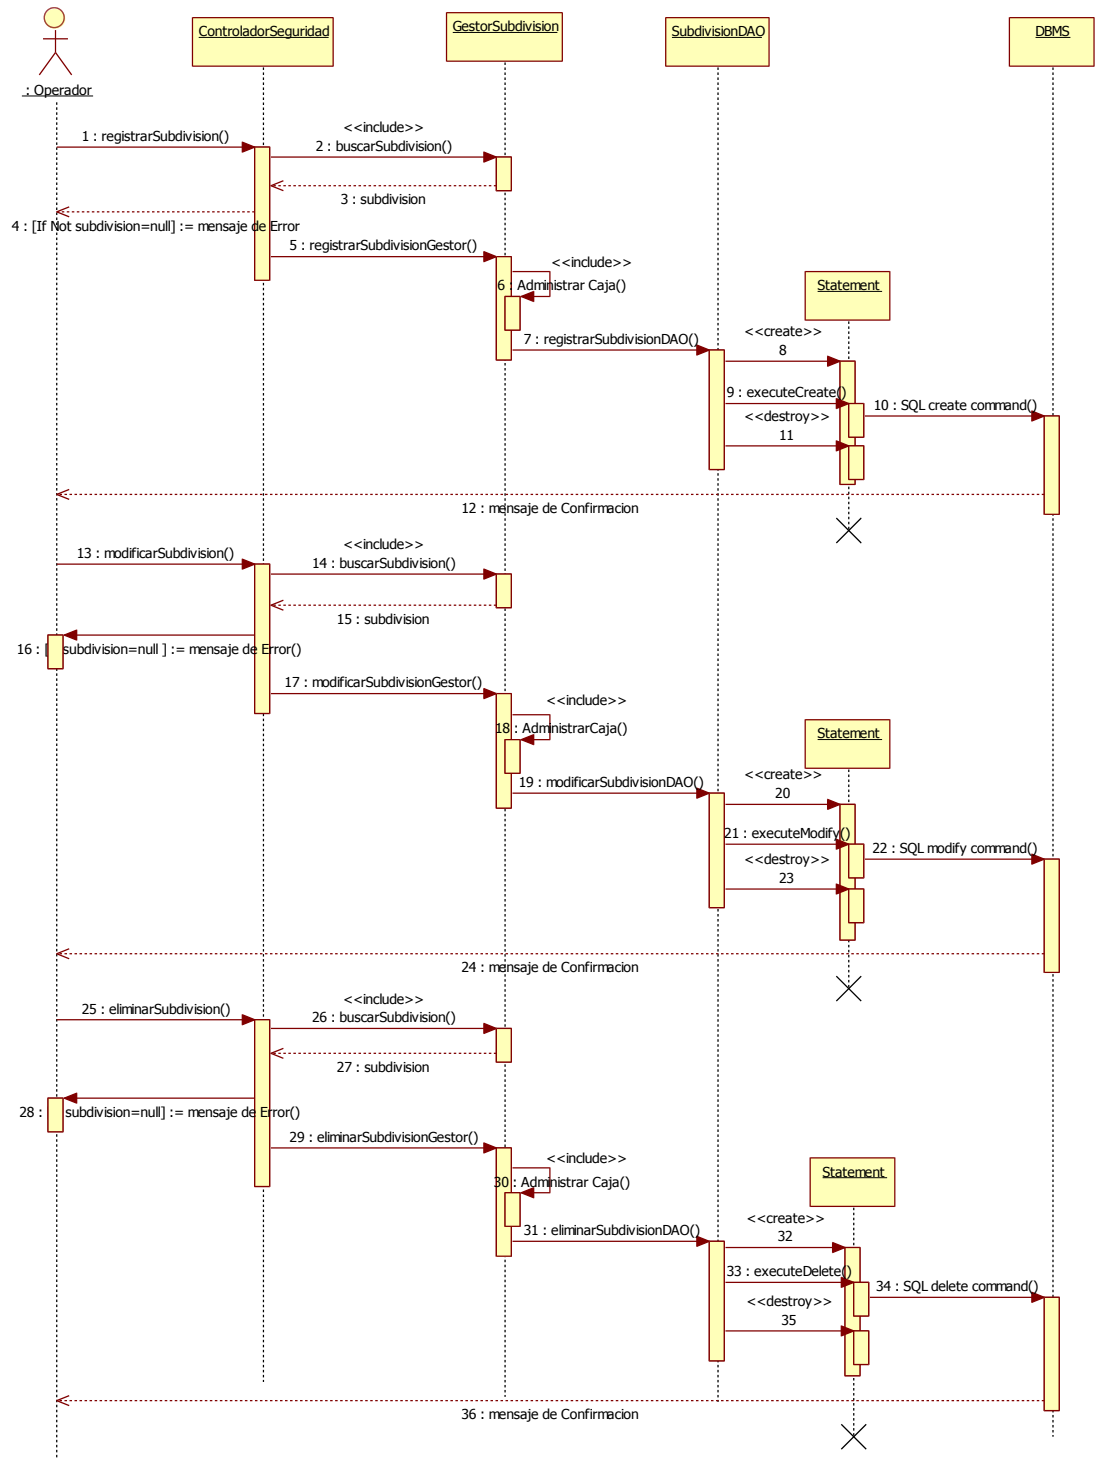 : Operador
ControladorSeguridad
GestorSubdivision
SubdivisionDAO
DBMS
1 : registrarSubdivision()
<<include>>
2 : buscarSubdivision()
3 : subdivision
4 : [If Not subdivision=null] := mensaje de Error
5 : registrarSubdivisionGestor()
<<include>>
6 : Administrar Caja()
Statement
7 : registrarSubdivisionDAO()
<<create>>
8
9 : executeCreate()
10 : SQL create command()
<<destroy>>
11
12 : mensaje de Confirmacion
13 : modificarSubdivision()
<<include>>
14 : buscarSubdivision()
15 : subdivision
16 : [ subdivision=null ] := mensaje de Error()
17 : modificarSubdivisionGestor()
<<include>>
18 : AdministrarCaja()
Statement
19 : modificarSubdivisionDAO()
<<create>>
20
21 : executeModify()
22 : SQL modify command()
<<destroy>>
23
24 : mensaje de Confirmacion
25 : eliminarSubdivision()
<<include>>
26 : buscarSubdivision()
27 : subdivision
28 : subdivision=null] := mensaje de Error()
29 : eliminarSubdivisionGestor()
<<include>>
30 : Administrar Caja()
Statement
31 : eliminarSubdivisionDAO()
<<create>>
32
33 : executeDelete()
34 : SQL delete command()
<<destroy>>
35
36 : mensaje de Confirmacion